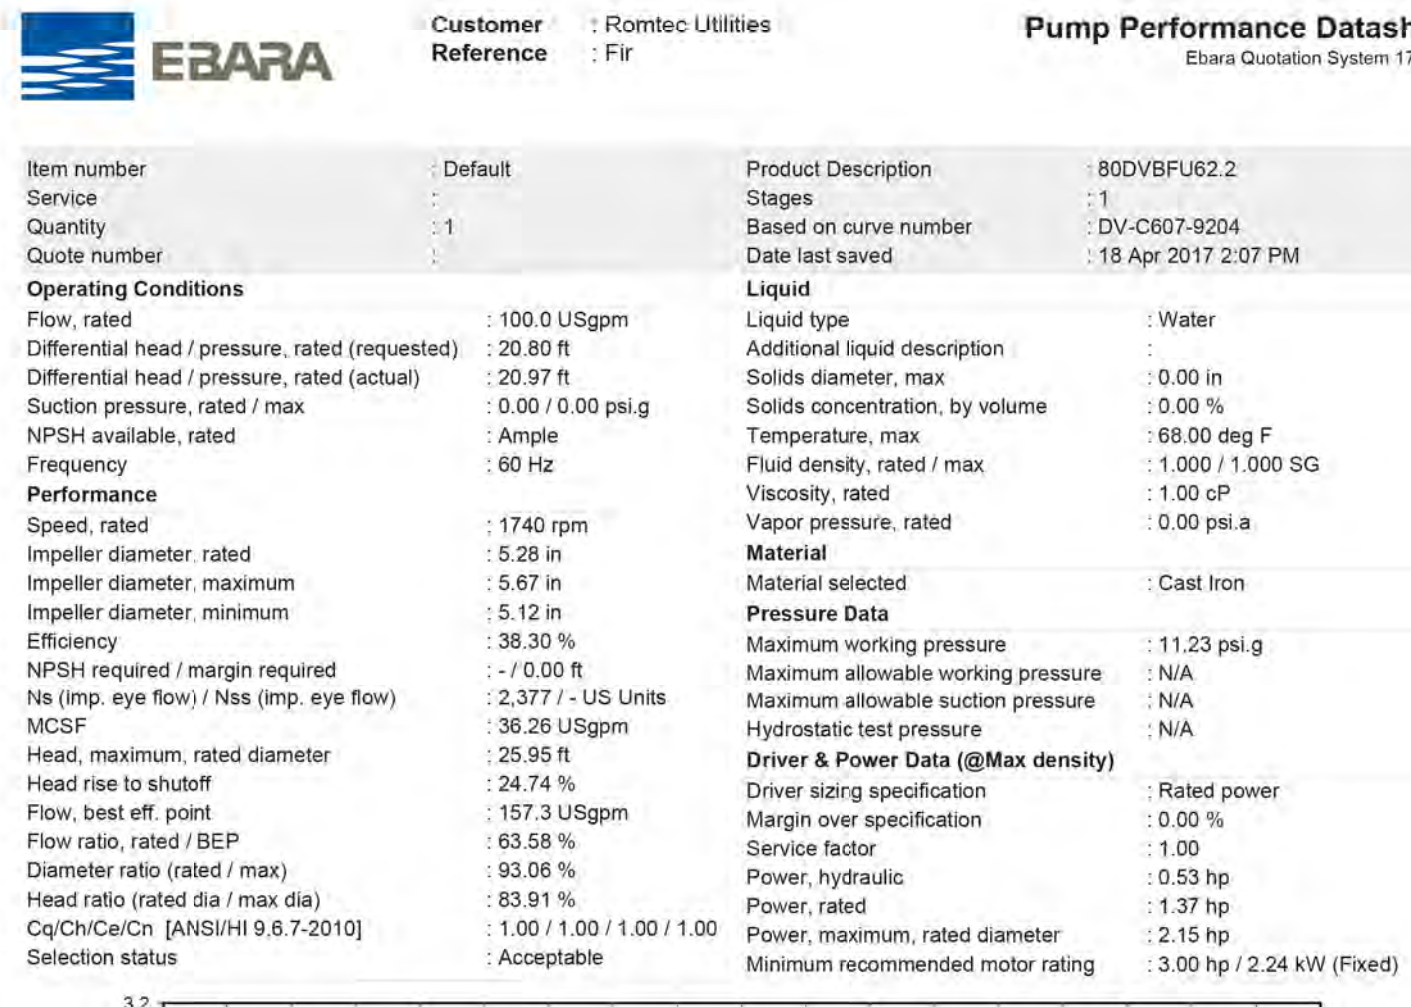 EBARA
Customer : Romtec Utilities
Reference : Fir
Pump Performance Datash
Ebara Quotation System 17
Item number : Default
Service :
Quantity : 1
Quote number :
Product Description : 80DVBFU62.2
Stages : 1
Based on curve number : DV-C607-9204
Date last saved : 18 Apr 2017 2:07 PM
Operating Conditions
Flow, rated : 100.0 USgpm
Differential head / pressure, rated (requested) : 20.80 ft
Differential head / pressure, rated (actual) : 20.97 ft
Suction pressure, rated / max : 0.00 / 0.00 psi.g
NPSH available, rated : Ample
Frequency : 60 Hz
Performance
Speed, rated : 1740 rpm
Impeller diameter, rated : 5.28 in
Impeller diameter, maximum : 5.67 in
Impeller diameter, minimum : 5.12 in
Efficiency : 38.30 %
NPSH required / margin required : - / 0.00 ft
Ns (imp. eye flow) / Nss (imp. eye flow) : 2,377 / - US Units
MCSF : 36.26 USgpm
Head, maximum, rated diameter : 25.95 ft
Head rise to shutoff : 24.74 %
Flow, best eff. point : 157.3 USgpm
Flow ratio, rated / BEP : 63.58 %
Diameter ratio (rated / max) : 93.06 %
Head ratio (rated dia / max dia) : 83.91 %
Cq/Ch/Ce/Cn [ANSI/HI 9.6.7-2010] : 1.00 / 1.00 / 1.00 / 1.00
Selection status : Acceptable
Liquid
Liquid type : Water
Additional liquid description :
Solids diameter, max : 0.00 in
Solids concentration, by volume : 0.00 %
Temperature, max : 68.00 deg F
Fluid density, rated / max : 1.000 / 1.000 SG
Viscosity, rated : 1.00 cP
Vapor pressure, rated : 0.00 psi.a
Material
Material selected : Cast Iron
Pressure Data
Maximum working pressure : 11.23 psi.g
Maximum allowable working pressure : N/A
Maximum allowable suction pressure : N/A
Hydrostatic test pressure : N/A
Driver & Power Data (@Max density)
Driver sizing specification : Rated power
Margin over specification : 0.00 %
Service factor : 1.00
Power, hydraulic : 0.53 hp
Power, rated : 1.37 hp
Power, maximum, rated diameter : 2.15 hp
Minimum recommended motor rating : 3.00 hp / 2.24 kW (Fixed)
3.2